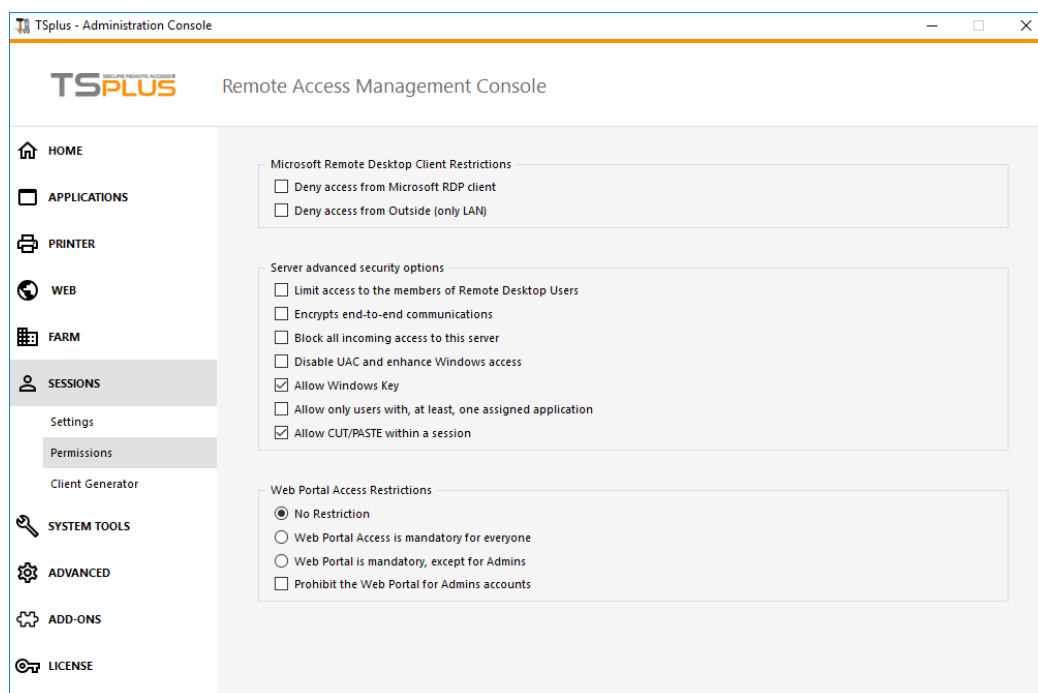 TSplus - Administration Console
SECURE REMOTE ACCESS®
TSPLUS
Remote Access Management Console
HOME
APPLICATIONS
PRINTER
WEB
FARM
SESSIONS
Settings
Permissions
Client Generator
SYSTEM TOOLS
ADVANCED
ADD-ONS
LICENSE
Microsoft Remote Desktop Client Restrictions
Deny access from Microsoft RDP client
Deny access from Outside (only LAN)
Server advanced security options
Limit access to the members of Remote Desktop Users
Encrypts end-to-end communications
Block all incoming access to this server
Disable UAC and enhance Windows access
Allow Windows Key
Allow only users with, at least, one assigned application
Allow CUT/PASTE within a session
Web Portal Access Restrictions
No Restriction
Web Portal Access is mandatory for everyone
Web Portal is mandatory, except for Admins
Prohibit the Web Portal for Admins accounts